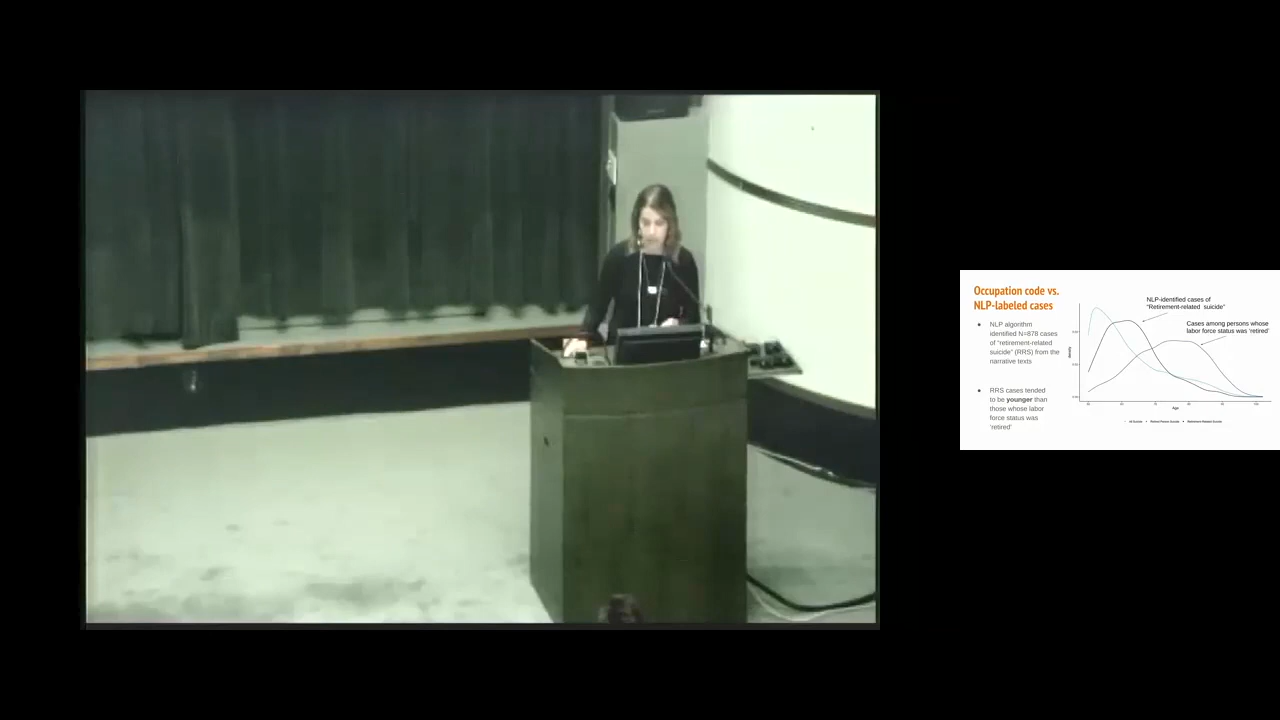 Occupation code vs.
NLP-labeled cases
● NLP algorithm
identified N=878 cases
of "retirement-related
suicide" (RRS) from the
narrative texts
● RRS cases tended
to be younger than
those whose labor
force status was
'retired'
NLP-identified cases of
"Retirement-related suicide"
Cases among persons whose
labor force status was 'retired'
Age